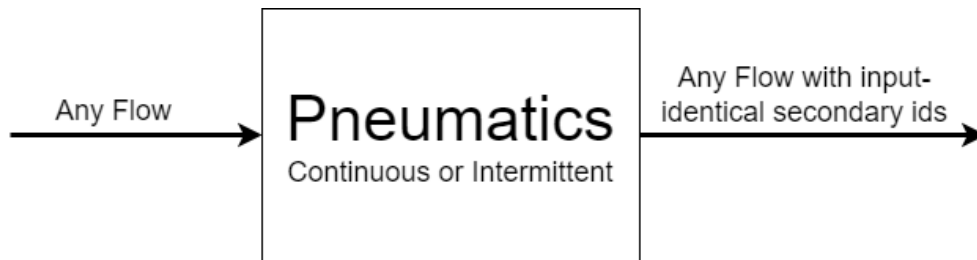 Any Flow
Pneumatics
Continuous or Intermittent
Any Flow with input-
identical secondary ids